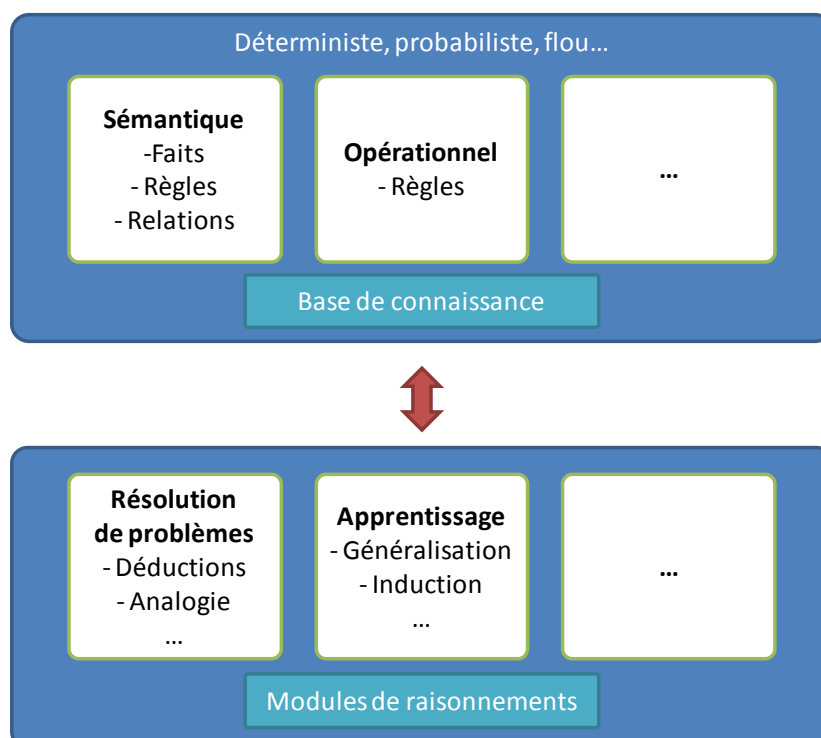 Déterministe, probabiliste, flou…
Sémantique
-Faits
- Règles
- Relations
Opérationnel
- Règles
…
Base de connaissance
Résolution
de problèmes
- Déductions
- Analogie
…
Apprentissage
- Généralisation
- Induction
…
…
Modules de raisonnements